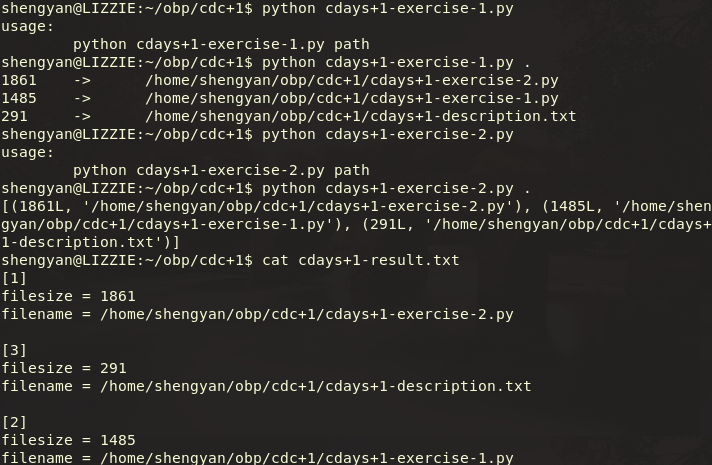 shengyan@LIZZIE:~/obp/cdc+1$ python cdays+1-exercise-1.py
usage:
        python cdays+1-exercise-1.py path
shengyan@LIZZIE:~/obp/cdc+1$ python cdays+1-exercise-1.py .
1861    ->      /home/shengyan/obp/cdc+1/cdays+1-exercise-2.py
1485    ->      /home/shengyan/obp/cdc+1/cdays+1-exercise-1.py
291     ->      /home/shengyan/obp/cdc+1/cdays+1-description.txt
shengyan@LIZZIE:~/obp/cdc+1$ python cdays+1-exercise-2.py
usage:
        python cdays+1-exercise-2.py path
shengyan@LIZZIE:~/obp/cdc+1$ python cdays+1-exercise-2.py .
[(1861L, '/home/shengyan/obp/cdc+1/cdays+1-exercise-2.py'), (1485L, '/home/shen
gyan/obp/cdc+1/cdays+1-exercise-1.py'), (291L, '/home/shengyan/obp/cdc+1/cdays+
1-description.txt')]
shengyan@LIZZIE:~/obp/cdc+1$ cat cdays+1-result.txt
[1]
filesize = 1861
filename = /home/shengyan/obp/cdc+1/cdays+1-exercise-2.py

[3]
filesize = 291
filename = /home/shengyan/obp/cdc+1/cdays+1-description.txt

[2]
filesize = 1485
filename = /home/shengyan/obp/cdc+1/cdays+1-exercise-1.py